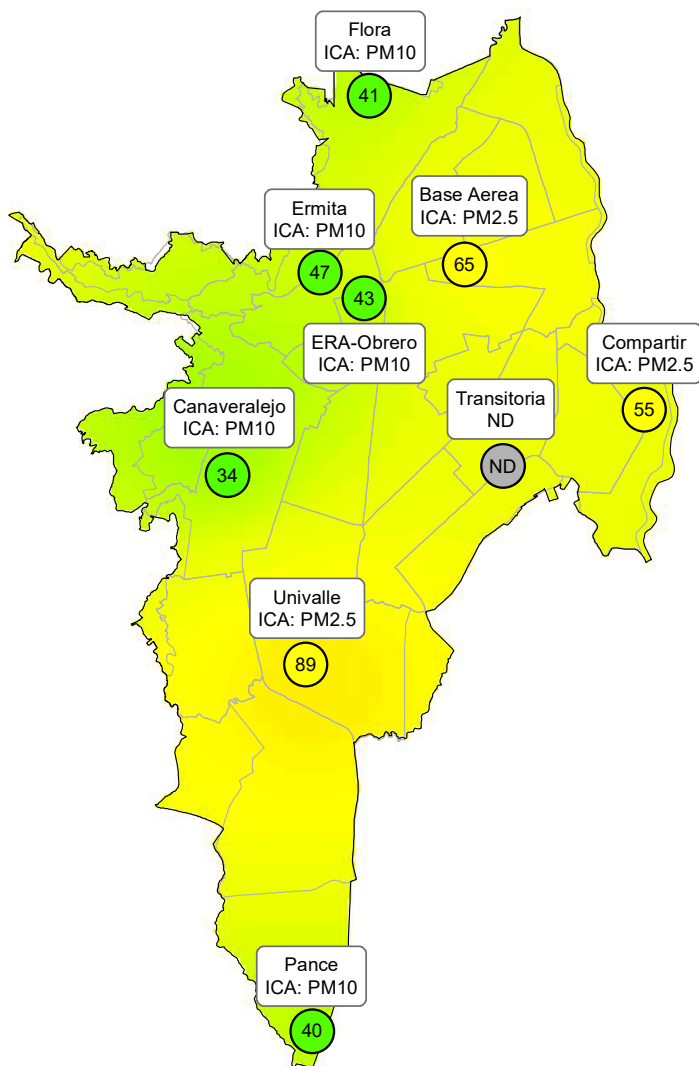 Flora
ICA: PM10
41
Ermita
ICA: PM10
47
Base Aerea
ICA: PM2.5
65
43
ERA-Obrero
ICA: PM10
Compartir
ICA: PM2.5
55
Canaveralejo
ICA: PM10
34
Transitoria
ND
ND
Univalle
ICA: PM2.5
89
Pance
ICA: PM10
40